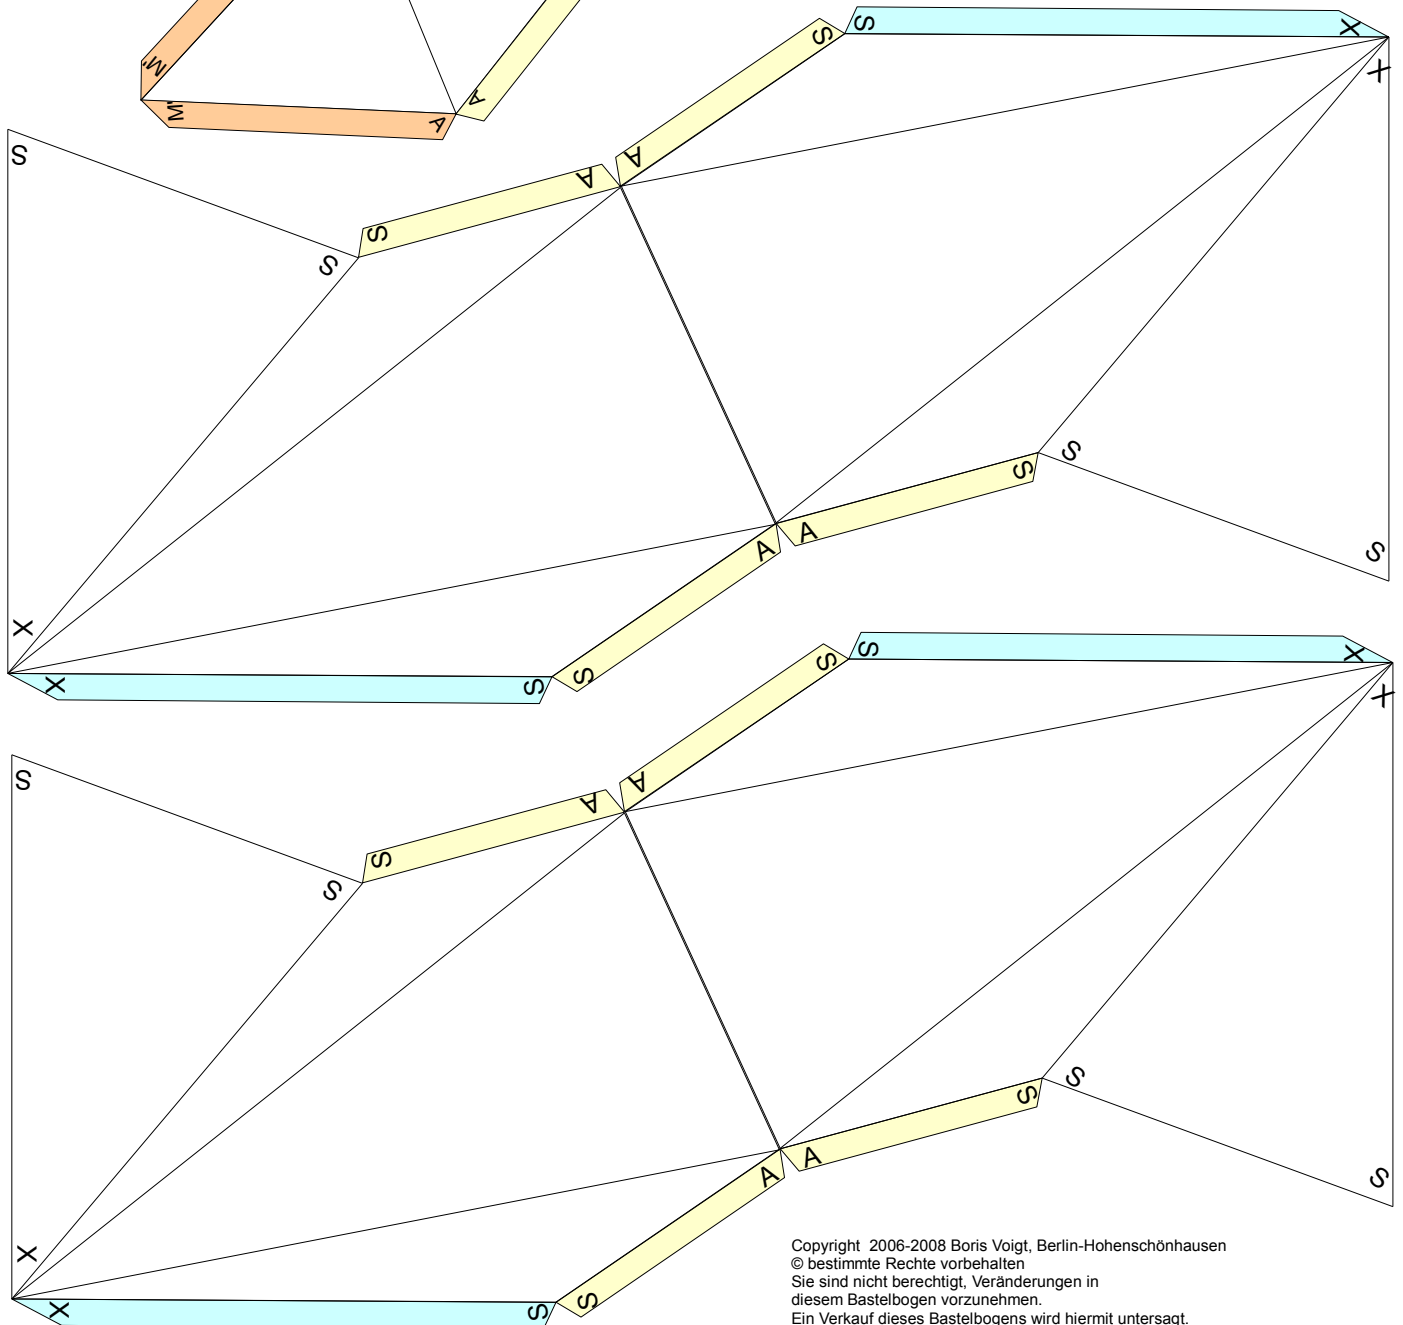 M'
M'
A
A
S
S
X
X
S
A
A
S
S
S
S
A
A
S
S
X
X
S
S
S
S
X
X
S
A
A
S
S
S
S
A
A
S
S
X
X
S
S
Copyright 2006-2008 Boris Voigt, Berlin-Hohenschönhausen
© bestimmte Rechte vorbehalten
Sie sind nicht berechtigt, Veränderungen in
diesem Bastelbogen vorzunehmen.
Ein Verkauf dieses Bastelbogens wird hiermit untersagt.